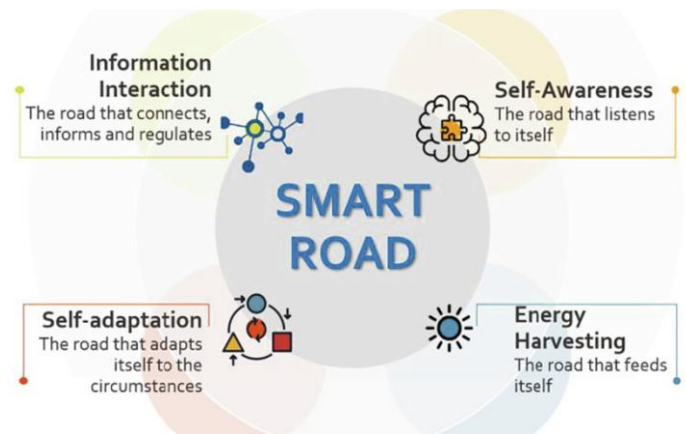 Information
Interaction
The road that connects,
informs and regulates
Self-Awareness
The road that listens
to itself
SMART
ROAD
Self-adaptation
The road that adapts
itself to the
circumstances
Energy
Harvesting
The road that feeds
itself